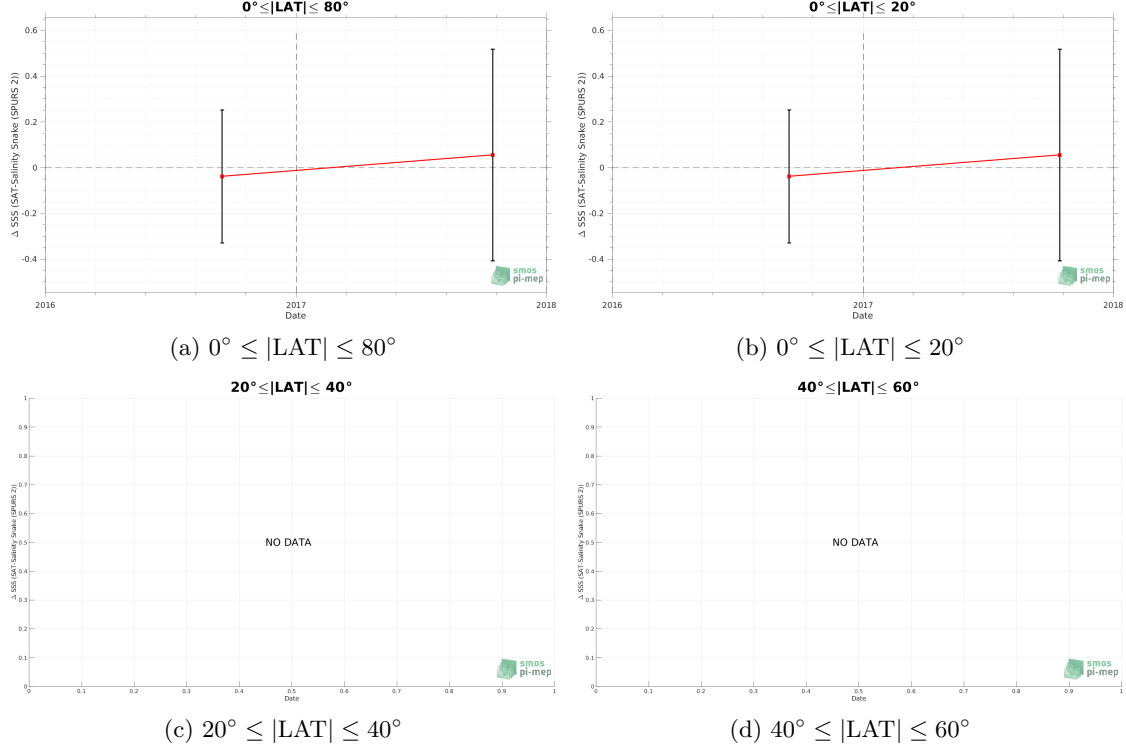 0°≤|LAT|≤ 80°
Δ SSS (SAT-Salinity Snake (SPURS 2))
0.6
0.4
0.2
0
-0.2
-0.4
2016
2017
2018
Date
smos
pi-mep
(a) 0° ≤ |LAT| ≤ 80°
0°≤|LAT|≤ 20°
Δ SSS (SAT-Salinity Snake (SPURS 2))
0.6
0.4
0.2
0
-0.2
-0.4
2016
2017
2018
Date
smos
pi-mep
(b) 0° ≤ |LAT| ≤ 20°
20°≤|LAT|≤ 40°
Δ SSS (SAT-Salinity Snake (SPURS 2))
1
0.9
0.8
0.7
0.6
0.5
0.4
0.3
0.2
0.1
0
NO DATA
0 0.1 0.2 0.3 0.4 0.5 0.6 0.7 0.8 0.9 1
Date
smos
pi-mep
(c) 20° ≤ |LAT| ≤ 40°
40°≤|LAT|≤ 60°
Δ SSS (SAT-Salinity Snake (SPURS 2))
1
0.9
0.8
0.7
0.6
0.5
0.4
0.3
0.2
0.1
0
NO DATA
0 0.1 0.2 0.3 0.4 0.5 0.6 0.7 0.8 0.9 1
Date
smos
pi-mep
(d) 40° ≤ |LAT| ≤ 60°